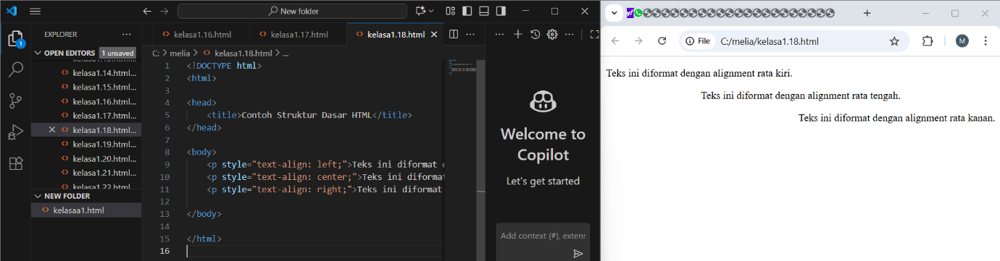 New folder
EXPLORER
OPEN EDITORS 1 unsaved
kelasa1.14.html...
kelasa1.15.html...
kelasa1.16.html...
kelasa1.17.html...
kelasa1.18.html...
kelasa1.19.html...
kelasa1.20.html...
kelasa1.21.html...
kelasa1.22.html...
NEW FOLDER
kelasaa1.html
kelasa1.16.html kelasa1.17.html kelasa1.18.html
C: > melia > kelasa1.18.html > ...
1 <!DOCTYPE html>
2 <html>
3
4 <head>
5 <title>Contoh Struktur Dasar HTML</title>
6 </head>
7
8 <body>
9 <p style="text-align: left;">Teks ini diformat
10 <p style="text-align: center;">Teks ini diformat
11 <p style="text-align: right;">Teks ini diformat
12
13 </body>
14
15 </html>
16
Welcome to
Copilot
Let's get started
Add context (#), extens
File C:/melia/kelasa1.18.html M
Teks ini diformat dengan alignment rata kiri.
Teks ini diformat dengan alignment rata tengah.
Teks ini diformat dengan alignment rata kanan.